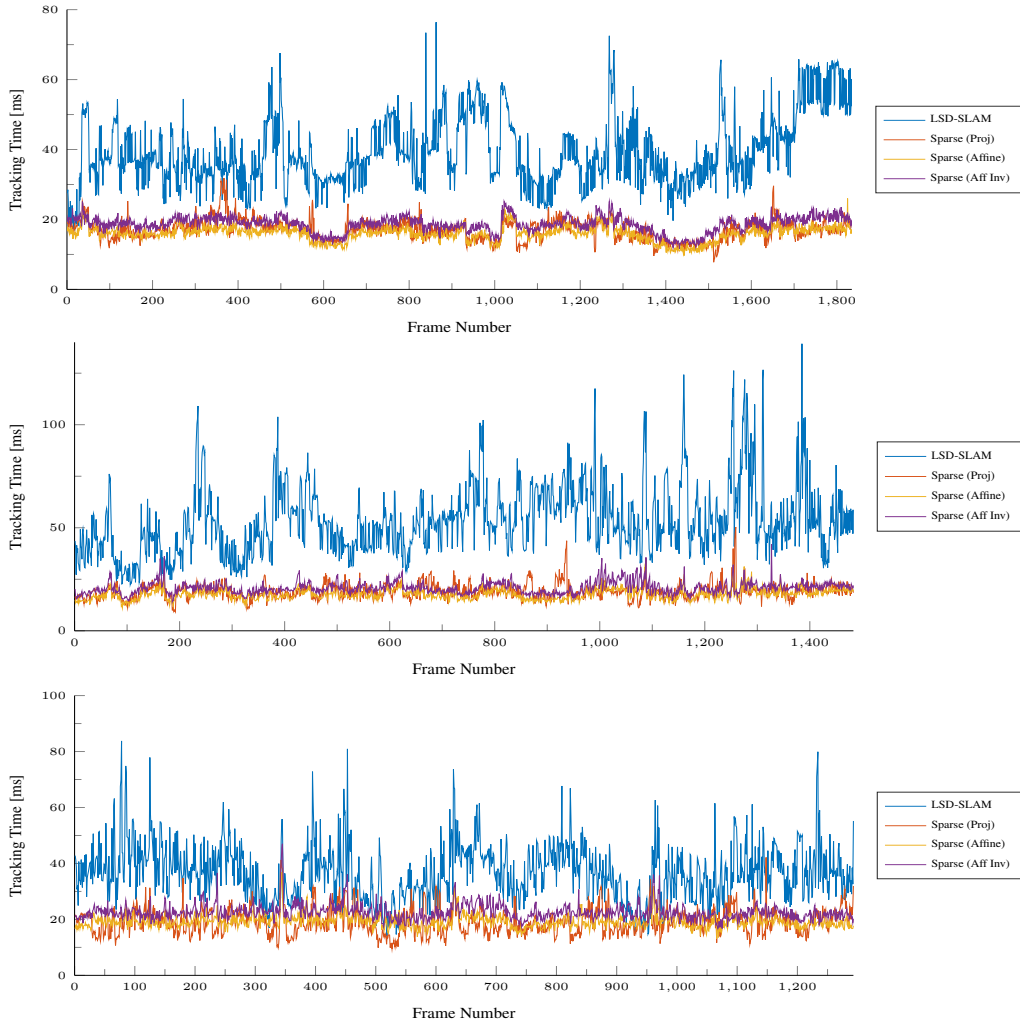 80
60
40
20
0
Tracking Time [ms]
0 200 400 600 800 1,000 1,200 1,400 1,600 1,800
Frame Number
LSD-SLAM
Sparse (Proj)
Sparse (Affine)
Sparse (Aff Inv)
100
50
0
Tracking Time [ms]
0 200 400 600 800 1,000 1,200 1,400
Frame Number
LSD-SLAM
Sparse (Proj)
Sparse (Affine)
Sparse (Aff Inv)
100
80
60
40
20
0
Tracking Time [ms]
0 100 200 300 400 500 600 700 800 900 1,000 1,100 1,200
Frame Number
LSD-SLAM
Sparse (Proj)
Sparse (Affine)
Sparse (Aff Inv)